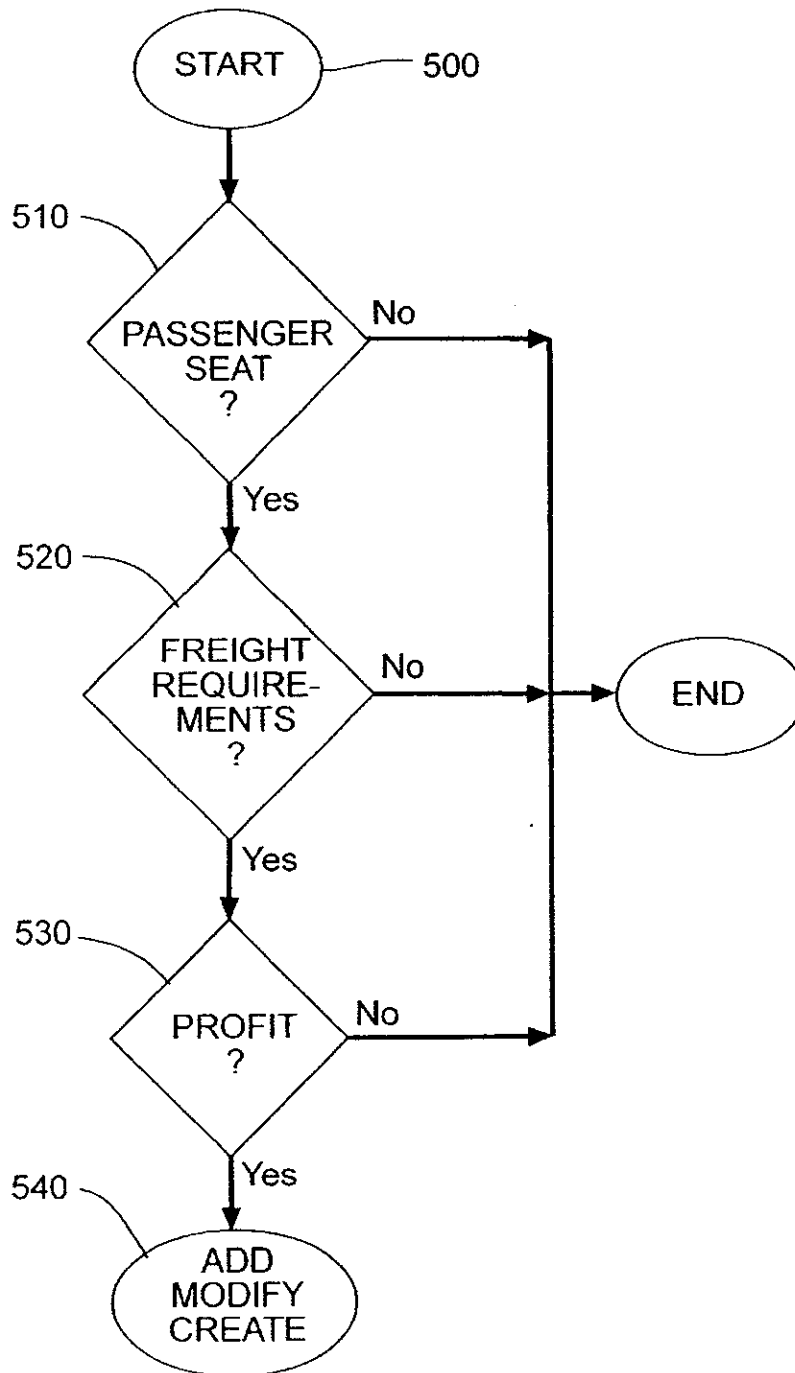 START
500
510
No
PASSENGER
SEAT
?
Yes
520
FREIGHT
REQUIRE-
MENTS
?
No
END
Yes
530
No
PROFIT
?
Yes
540
ADD
MODIFY
CREATE